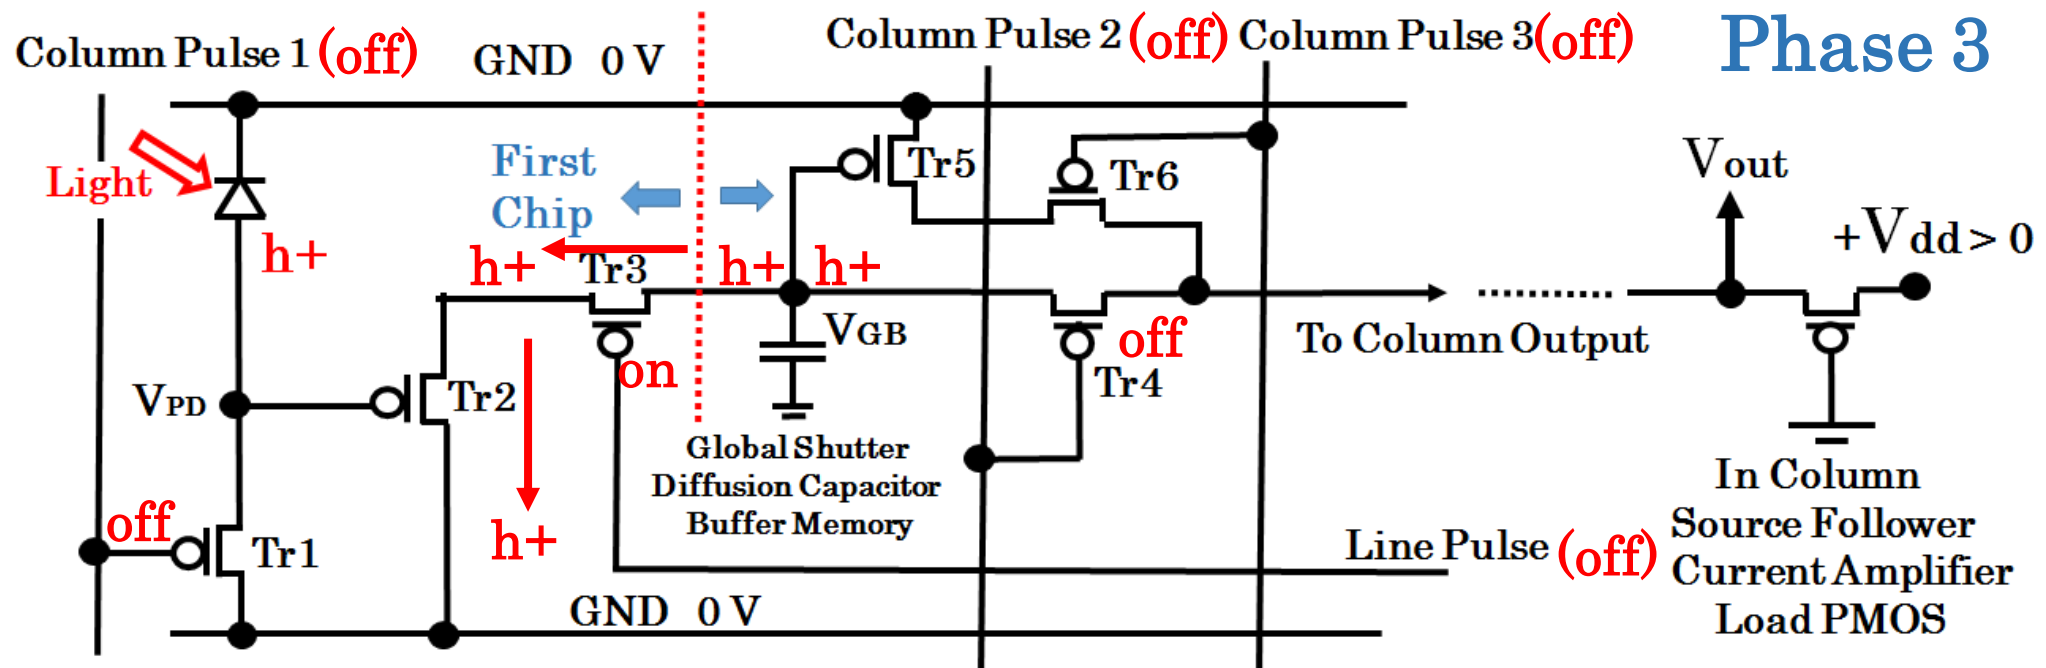 Column Pulse 1 (off)
GND 0 V
Column Pulse 2 (off)
Column Pulse 3 (off)
Phase 3
Light
First
Chip
Tr5
Tr6
Vout
+Vdd > 0
h+
h+
Tr3
h+
h+
VGB
on
off
Tr4
To Column Output
VPD
Tr2
Global Shutter
Diffusion Capacitor
Buffer Memory
In Column
Source Follower
Current Amplifier
Load PMOS
off
Tr1
h+
Line Pulse (off)
GND 0 V